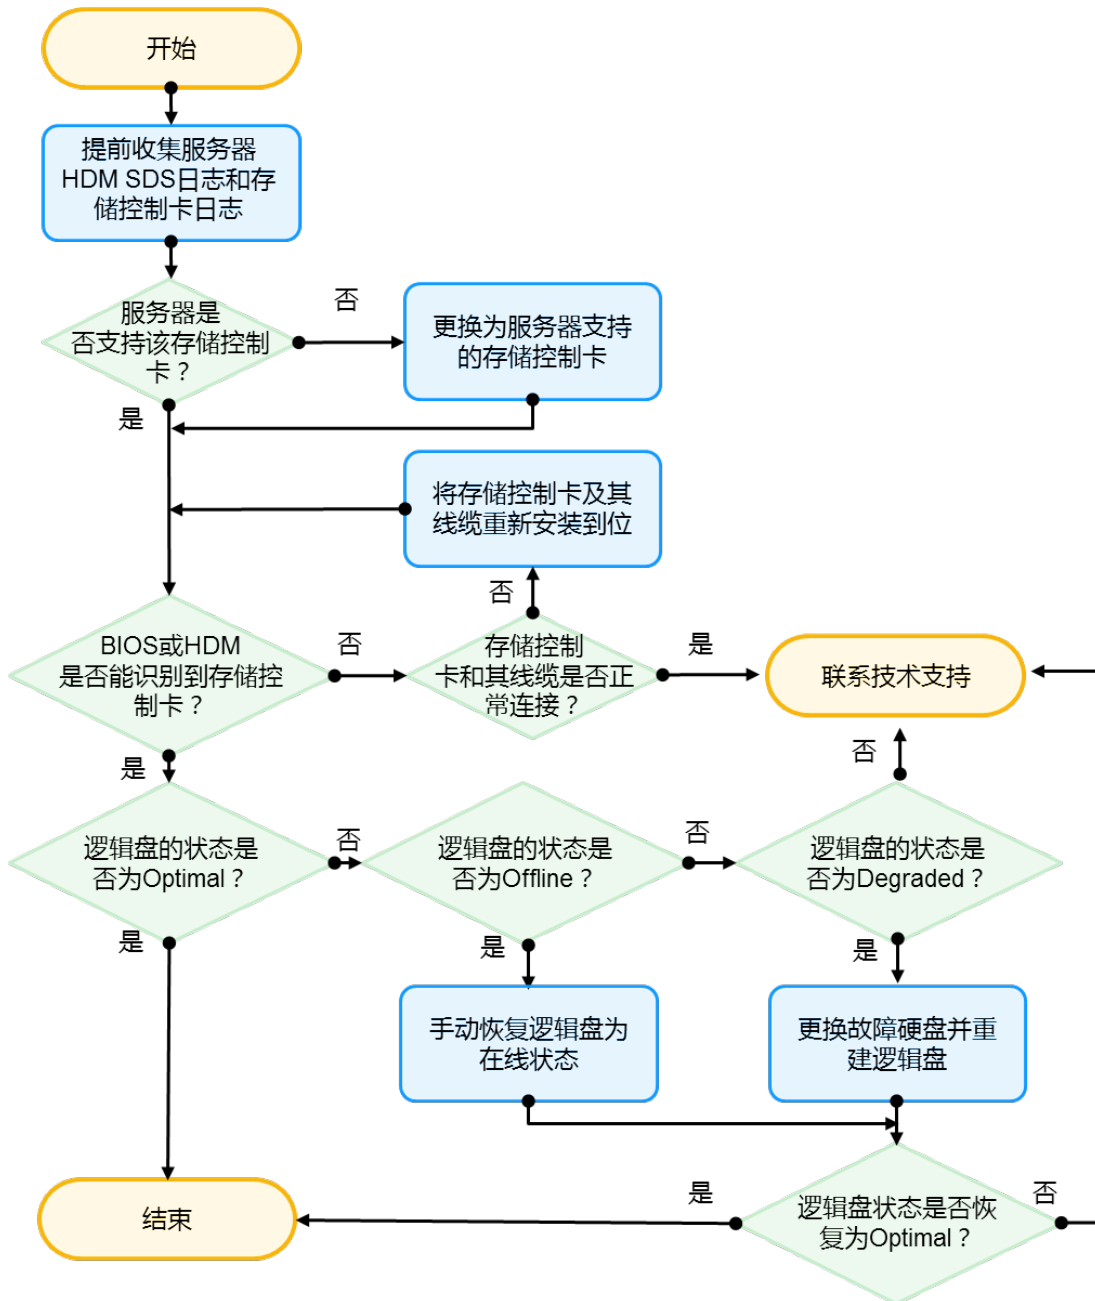 开始
提前收集服务器
HDM SDS日志和存
储控制卡日志
服务器是
否支持该存储控制
卡？
否
更换为服务器支持
的存储控制卡
是
将存储控制卡及其
线缆重新安装到位
否
BIOS或HDM
是否能识别到存储控
制卡？
否
存储控制
卡和其线缆是否正
常连接？
是
联系技术支持
是
否
逻辑盘的状态是
否为Optimal？
否
逻辑盘的状态是
否为Offline？
否
逻辑盘的状态是
否为Degraded？
是
是
是
手动恢复逻辑盘为
在线状态
更换故障硬盘并重
建逻辑盘
结束
是
逻辑盘状态是否恢
复为Optimal？
否